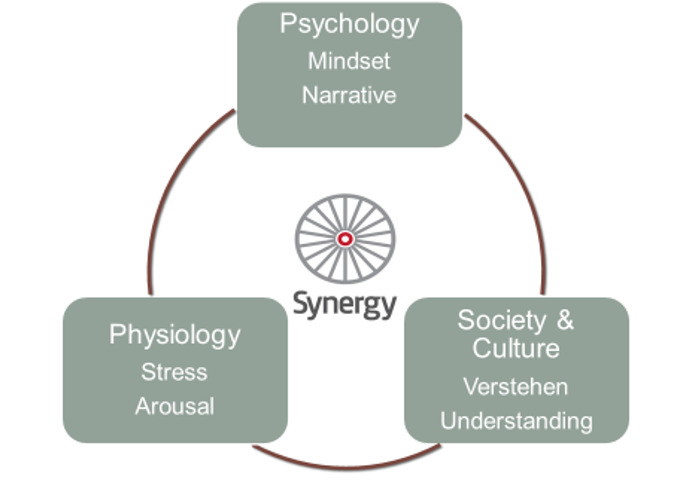 Psychology
Mindset
Narrative
Synergy
Physiology
Stress
Arousal
Society &
Culture
Verstehen
Understanding